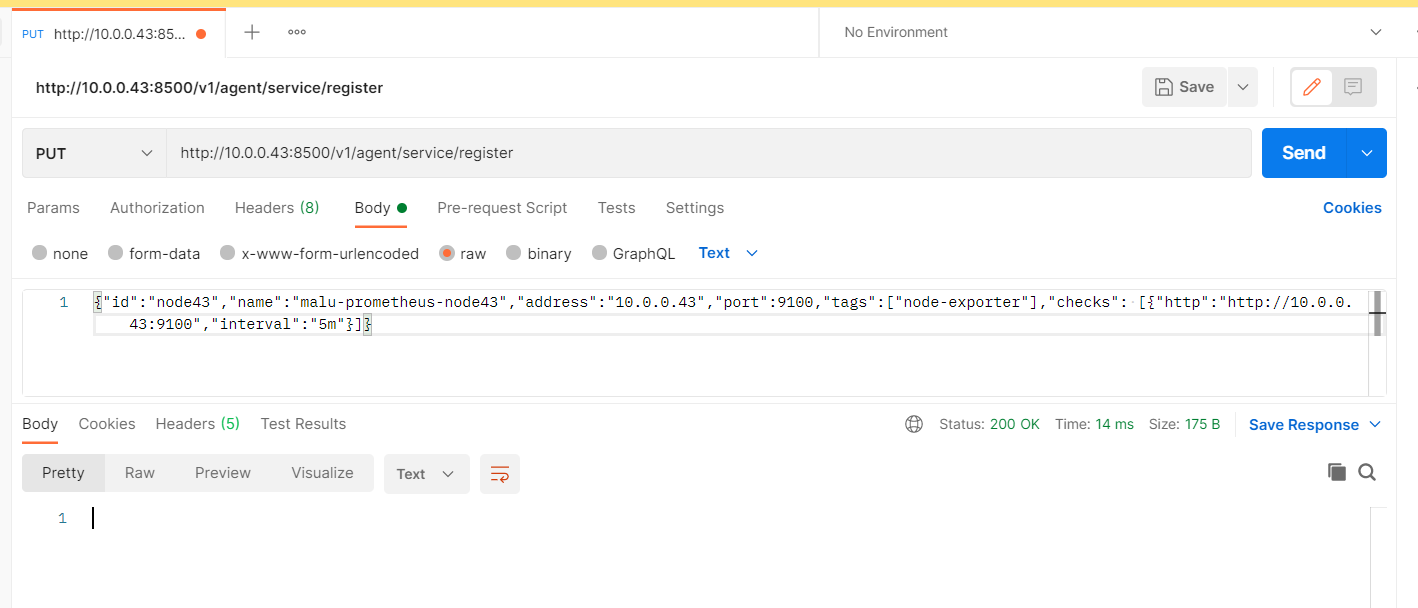 PUT http://10.0.0.43:85... No Environment
http://10.0.0.43:8500/v1/agent/service/register Save
PUT http://10.0.0.43:8500/v1/agent/service/register Send
Params Authorization Headers (8) Body Pre-request Script Tests Settings Cookies
none form-data x-www-form-urlencoded raw binary GraphQL Text
1 {"id":"node43","name":"malu-prometheus-node43","address":"10.0.0.43","port":9100,"tags":["node-exporter"],"checks": [{"http":"http://10.0.0.
43:9100","interval":"5m"}]}
Body Cookies Headers (5) Test Results Status: 200 OK Time: 14 ms Size: 175 B Save Response
Pretty Raw Preview Visualize Text
1